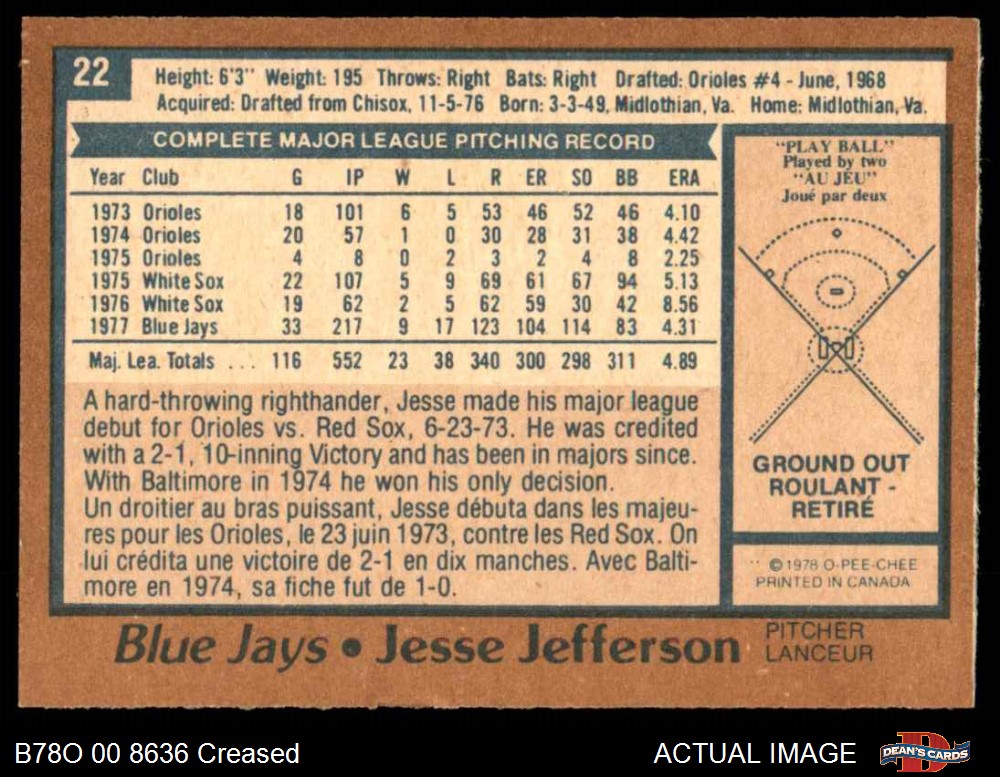 22
Height: 6'3" Weight: 195 Throws: Right Bats: Right Drafted: Orioles #4 - June, 1968
Acquired: Drafted from Chisox, 11-5-76 Born: 3-3-49, Midlothian, Va. Home: Midlothian, Va.
COMPLETE MAJOR LEAGUE PITCHING RECORD
Year Club G IP W L R ER SO BB ERA
1973 Orioles 18 101 6 5 53 46 52 46 4.10
1974 Orioles 20 57 1 0 30 28 31 38 4.42
1975 Orioles 4 8 0 2 3 2 4 8 2.25
1975 White Sox 22 107 5 9 69 61 67 94 5.13
1976 White Sox 19 62 2 5 62 59 30 42 8.56
1977 Blue Jays 33 217 9 17 123 104 114 83 4.31
Maj. Lea. Totals ... 116 552 23 38 340 300 298 311 4.89
A hard-throwing righthander, Jesse made his major league
debut for Orioles vs. Red Sox, 6-23-73. He was credited
with a 2-1, 10-inning Victory and has been in majors since.
With Baltimore in 1974 he won his only decision.
Un droitier au bras puissant, Jesse débuta dans les majeu-
res pour les Orioles, le 23 juin 1973, contre les Red Sox. On
lui crédita une victoire de 2-1 en dix manches. Avec Balti-
more en 1974, sa fiche fut de 1-0.
"PLAY BALL"
Played by two
"AU JEU"
Joué par deux
GROUND OUT
ROULANT -
RETIRÉ
© 1978 O-PEE-CHEE
PRINTED IN CANADA
Blue Jays • Jesse Jefferson
PITCHER
LANCEUR
B78O 00 8636 Creased
ACTUAL IMAGE
DEAN'S CARDS